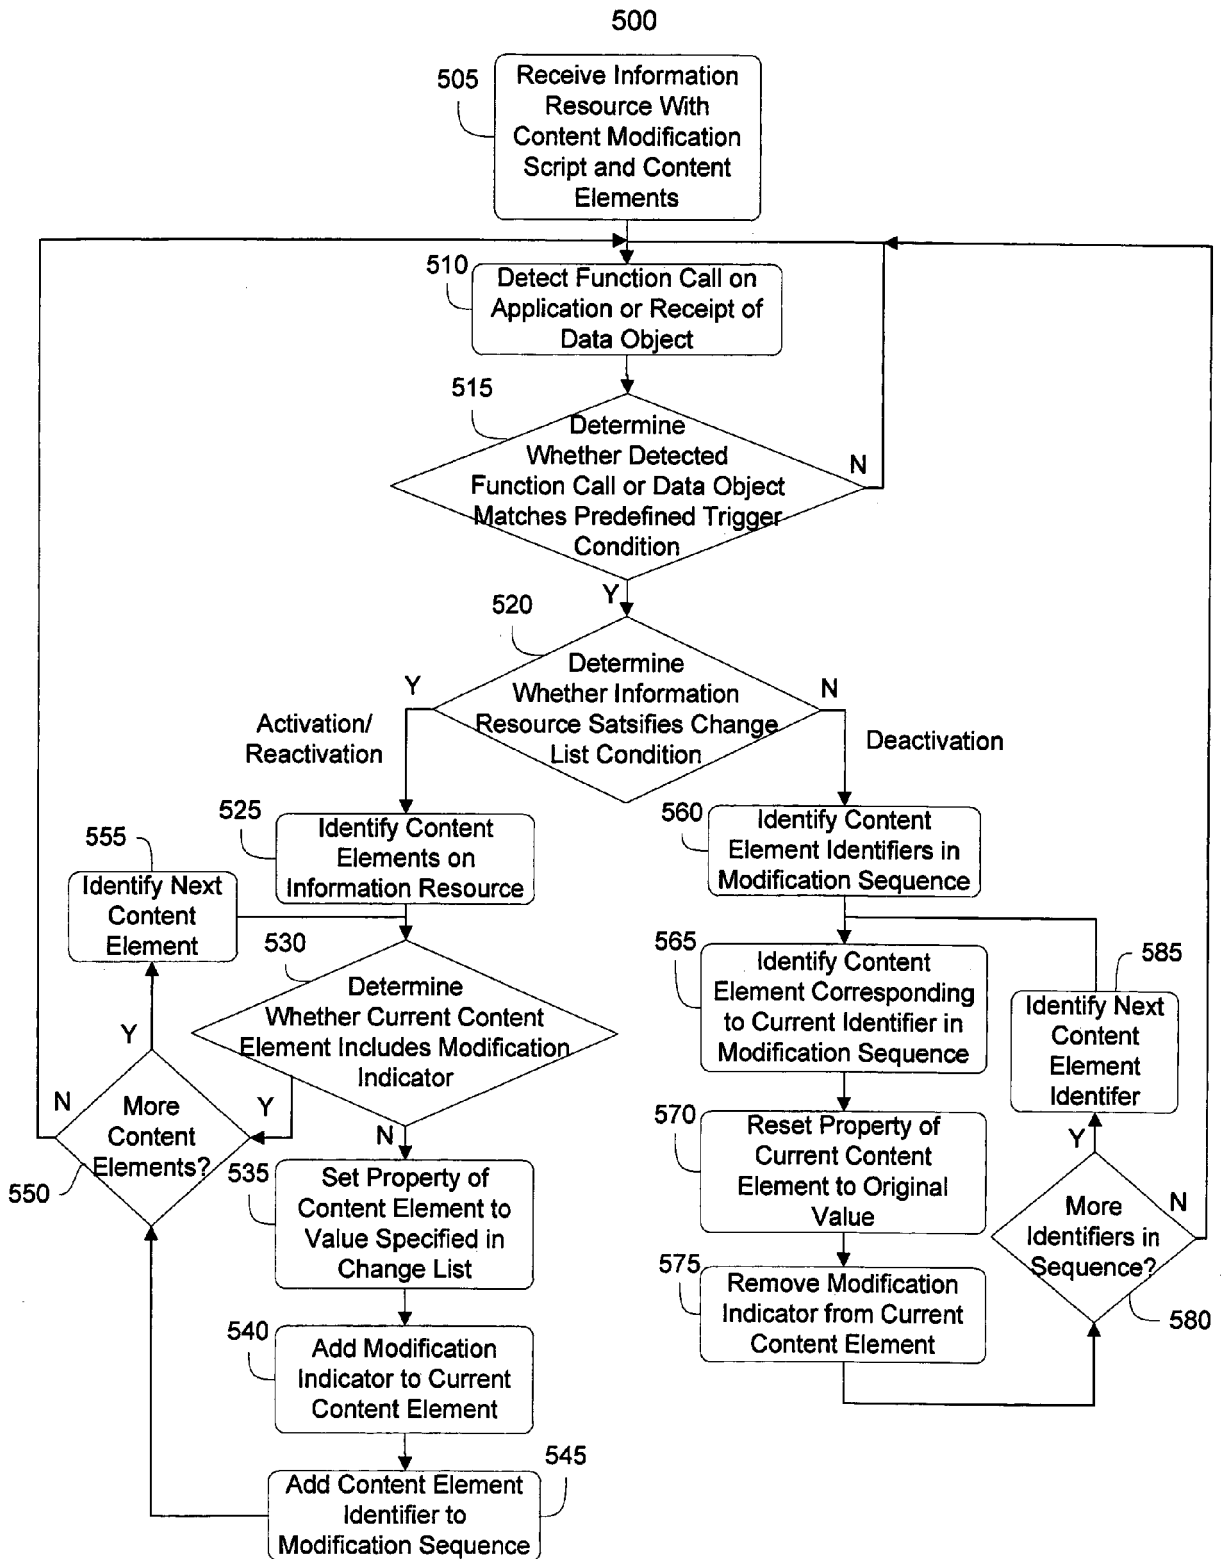 500
505
Receive Information
Resource With
Content Modification
Script and Content
Elements
510
Detect Function Call on
Application or Receipt of
Data Object
515
Determine
Whether Detected
Function Call or Data Object
Matches Predefined Trigger
Condition
N
Y
520
Determine
Whether Information
Resource Satsifies Change
List Condition
Y
N
Activation/
Reactivation
Deactivation
525
Identify Content
Elements on
Information Resource
555
Identify Next
Content
Element
530
Determine
Whether Current Content
Element Includes Modification
Indicator
Y
N
More
Content
Elements?
550
Y
N
535
Set Property of
Content Element to
Value Specified in
Change List
540
Add Modification
Indicator to Current
Content Element
545
Add Content Element
Identifier to
Modification Sequence
560
Identify Content
Element Identifiers in
Modification Sequence
565
Identify Content
Element Corresponding
to Current Identifier in
Modification Sequence
570
Reset Property of
Current Content
Element to Original
Value
575
Remove Modification
Indicator from Current
Content Element
585
Identify Next
Content
Element
Identifer
Y
N
More
Identifiers in
Sequence?
580